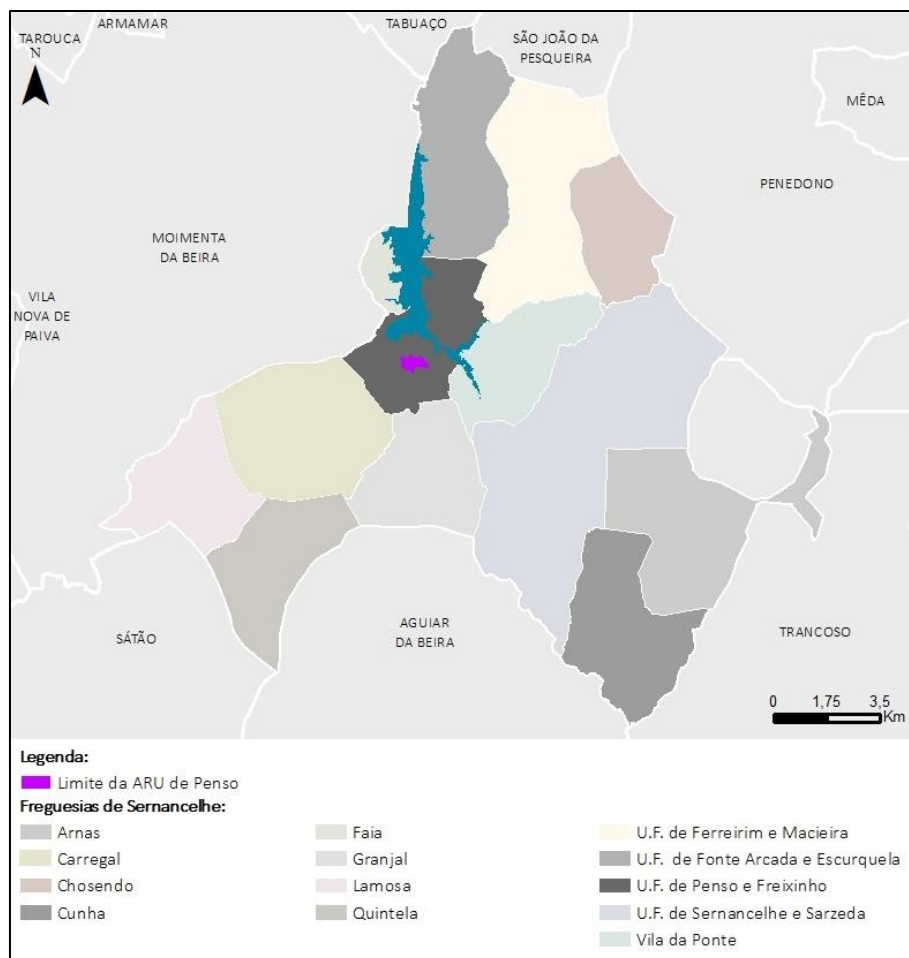 ARMAMAR
TABUAÇO
TAROUCA
N
SÃO JOÃO DA
PESQUEIRA
MÊDA
PENEDONO
MOIMENTA
DA BEIRA
VILA
NOVA DE
PAIVA
SÁTÃO
AGUIAR
DA BEIRA
TRANCOSO
0 1,75 3,5
Km
Legenda:
Limite da ARU de Penso
Freguesias de Sernancelhe:
Arnas
Carregal
Chosendo
Cunha
Faia
Granjal
Lamosa
Quintela
U.F. de Ferreirim e Macieira
U.F. de Fonte Arcada e Escurquela
U.F. de Penso e Freixinho
U.F. de Sernancelhe e Sarzeda
Vila da Ponte